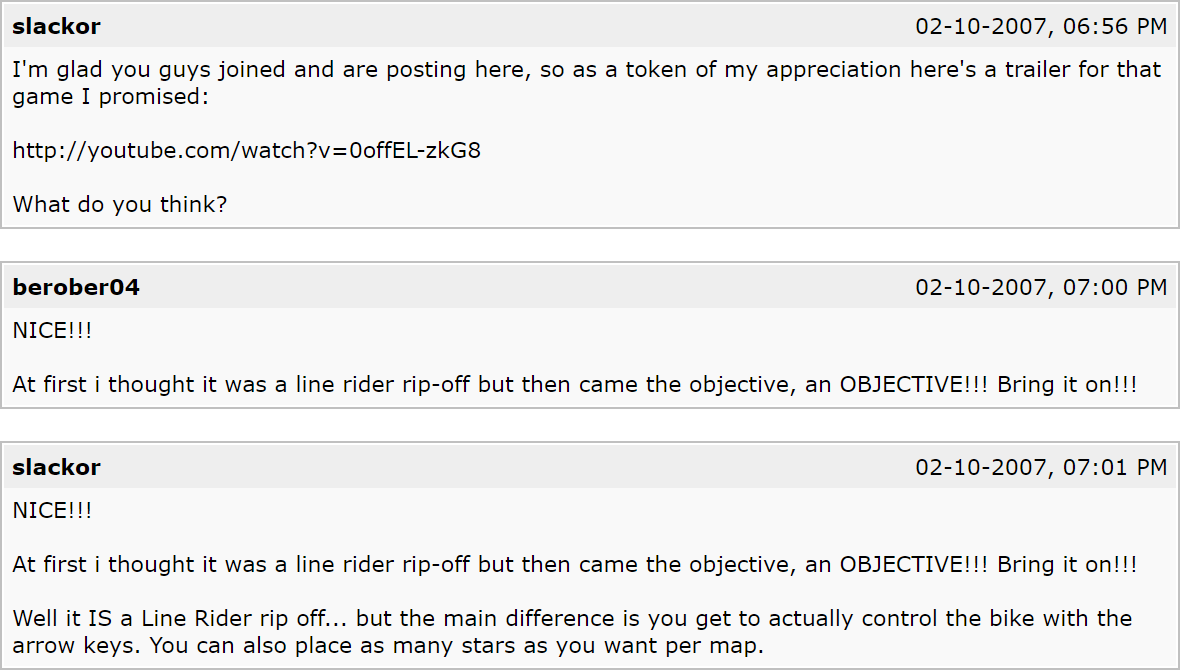 slackor 02-10-2007, 06:56 PM
I'm glad you guys joined and are posting here, so as a token of my appreciation here's a trailer for that
game I promised:
http://youtube.com/watch?v=0offEL-zkG8
What do you think?
berober04 02-10-2007, 07:00 PM
NICE!!!
At first i thought it was a line rider rip-off but then came the objective, an OBJECTIVE!!! Bring it on!!!
slackor 02-10-2007, 07:01 PM
NICE!!!
At first i thought it was a line rider rip-off but then came the objective, an OBJECTIVE!!! Bring it on!!!
Well it IS a Line Rider rip off... but the main difference is you get to actually control the bike with the
arrow keys. You can also place as many stars as you want per map.